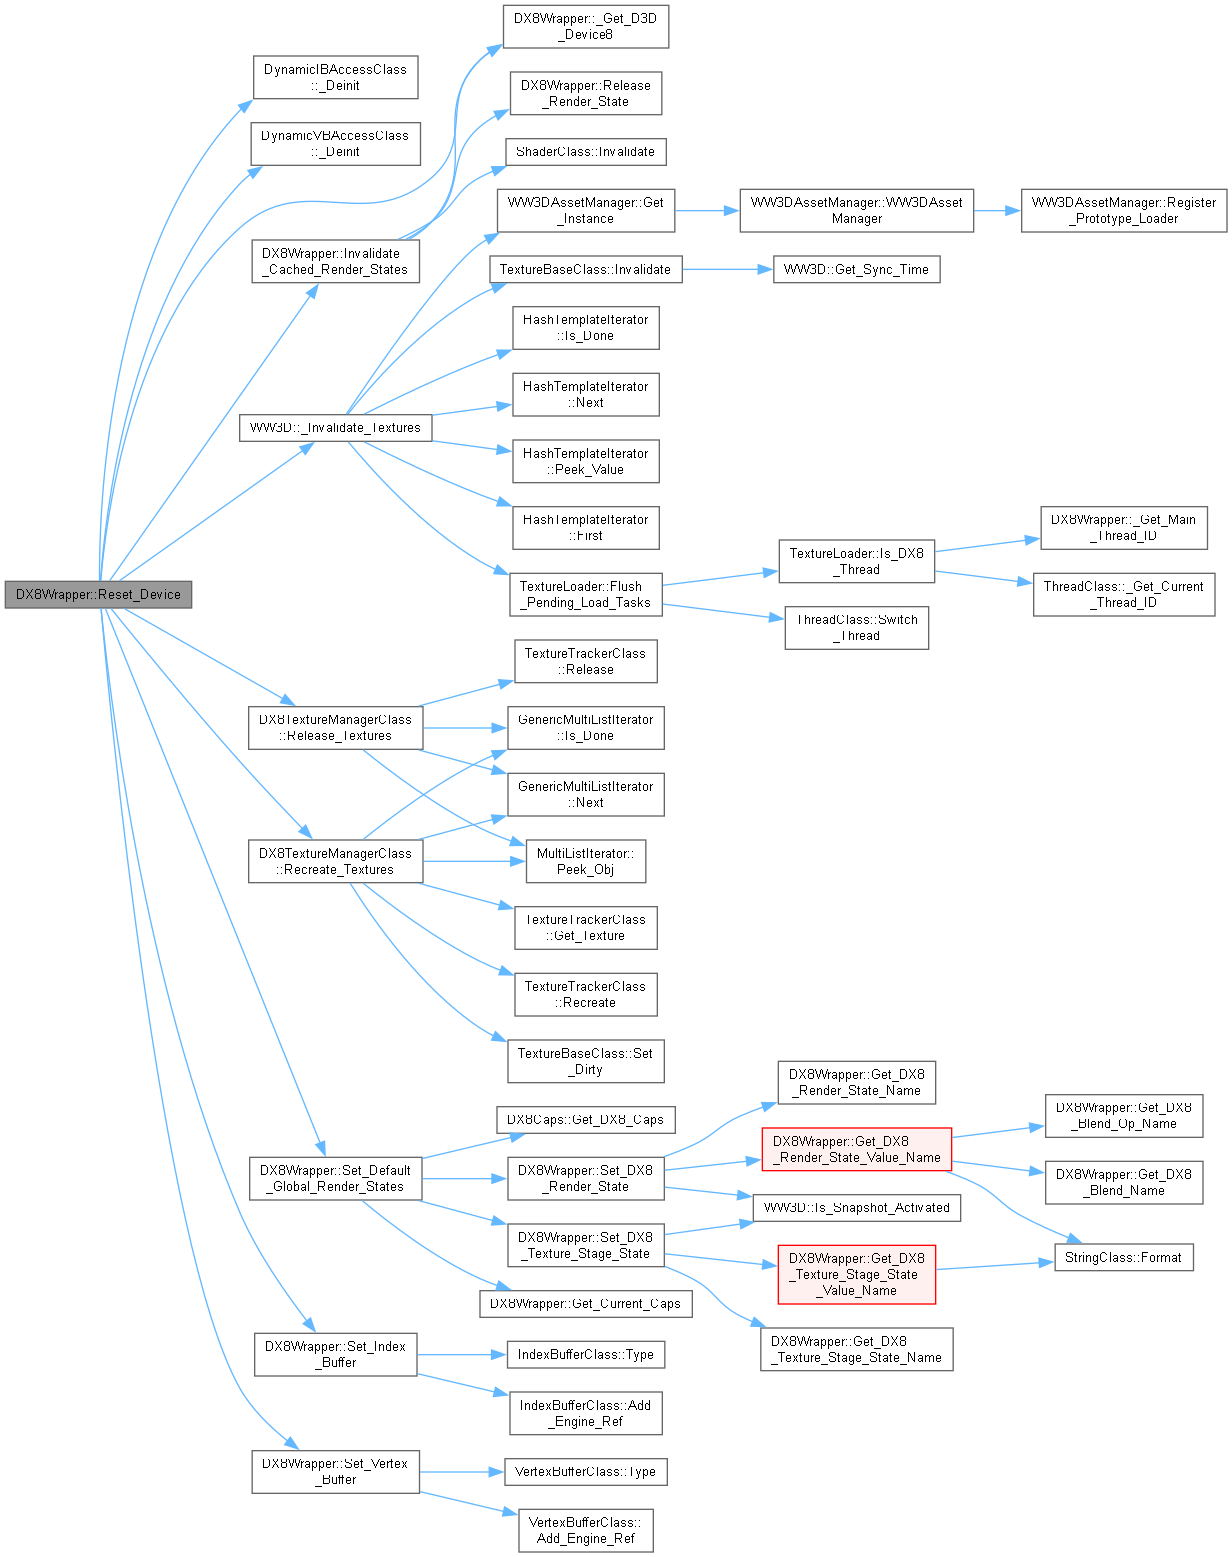 DX8Wrapper::Reset_Device
DynamicIBAccessClass
::_Deinit
DynamicVBAccessClass
::_Deinit
DX8Wrapper::Invalidate
_Cached_Render_States
WW3D::_Invalidate_Textures
DX8TextureManagerClass
::Release_Textures
DX8TextureManagerClass
::Recreate_Textures
DX8Wrapper::Set_Default
_Global_Render_States
DX8Wrapper::Set_Index
_Buffer
DX8Wrapper::Set_Vertex
_Buffer
DX8Wrapper::_Get_D3D
_Device8
DX8Wrapper::Release
_Render_State
ShaderClass::Invalidate
WW3DAssetManager::Get
_Instance
TextureBaseClass::Invalidate
HashTemplateIterator
::Is_Done
HashTemplateIterator
::Next
HashTemplateIterator
::Peek_Value
HashTemplateIterator
::First
TextureLoader::Flush
_Pending_Load_Tasks
TextureTrackerClass
::Release
GenericMultiListIterator
::Is_Done
GenericMultiListIterator
::Next
MultiListIterator::
Peek_Obj
TextureTrackerClass
::Get_Texture
TextureTrackerClass
::Recreate
TextureBaseClass::Set
_Dirty
DX8Caps::Get_DX8_Caps
DX8Wrapper::Set_DX8
_Render_State
DX8Wrapper::Set_DX8
_Texture_Stage_State
DX8Wrapper::Get_Current_Caps
IndexBufferClass::Type
IndexBufferClass::Add
_Engine_Ref
VertexBufferClass::Type
VertexBufferClass::
Add_Engine_Ref
WW3DAssetManager::WW3DAsset
Manager
WW3D::Get_Sync_Time
TextureLoader::Is_DX8
_Thread
ThreadClass::Switch
_Thread
DX8Wrapper::Get_DX8
_Render_State_Name
DX8Wrapper::Get_DX8
_Render_State_Value_Name
WW3D::Is_Snapshot_Activated
DX8Wrapper::Get_DX8
_Texture_Stage_State
_Value_Name
DX8Wrapper::Get_DX8
_Texture_Stage_State_Name
WW3DAssetManager::Register
_Prototype_Loader
DX8Wrapper::_Get_Main
_Thread_ID
ThreadClass::_Get_Current
_Thread_ID
DX8Wrapper::Get_DX8
_Blend_Op_Name
DX8Wrapper::Get_DX8
_Blend_Name
StringClass::Format